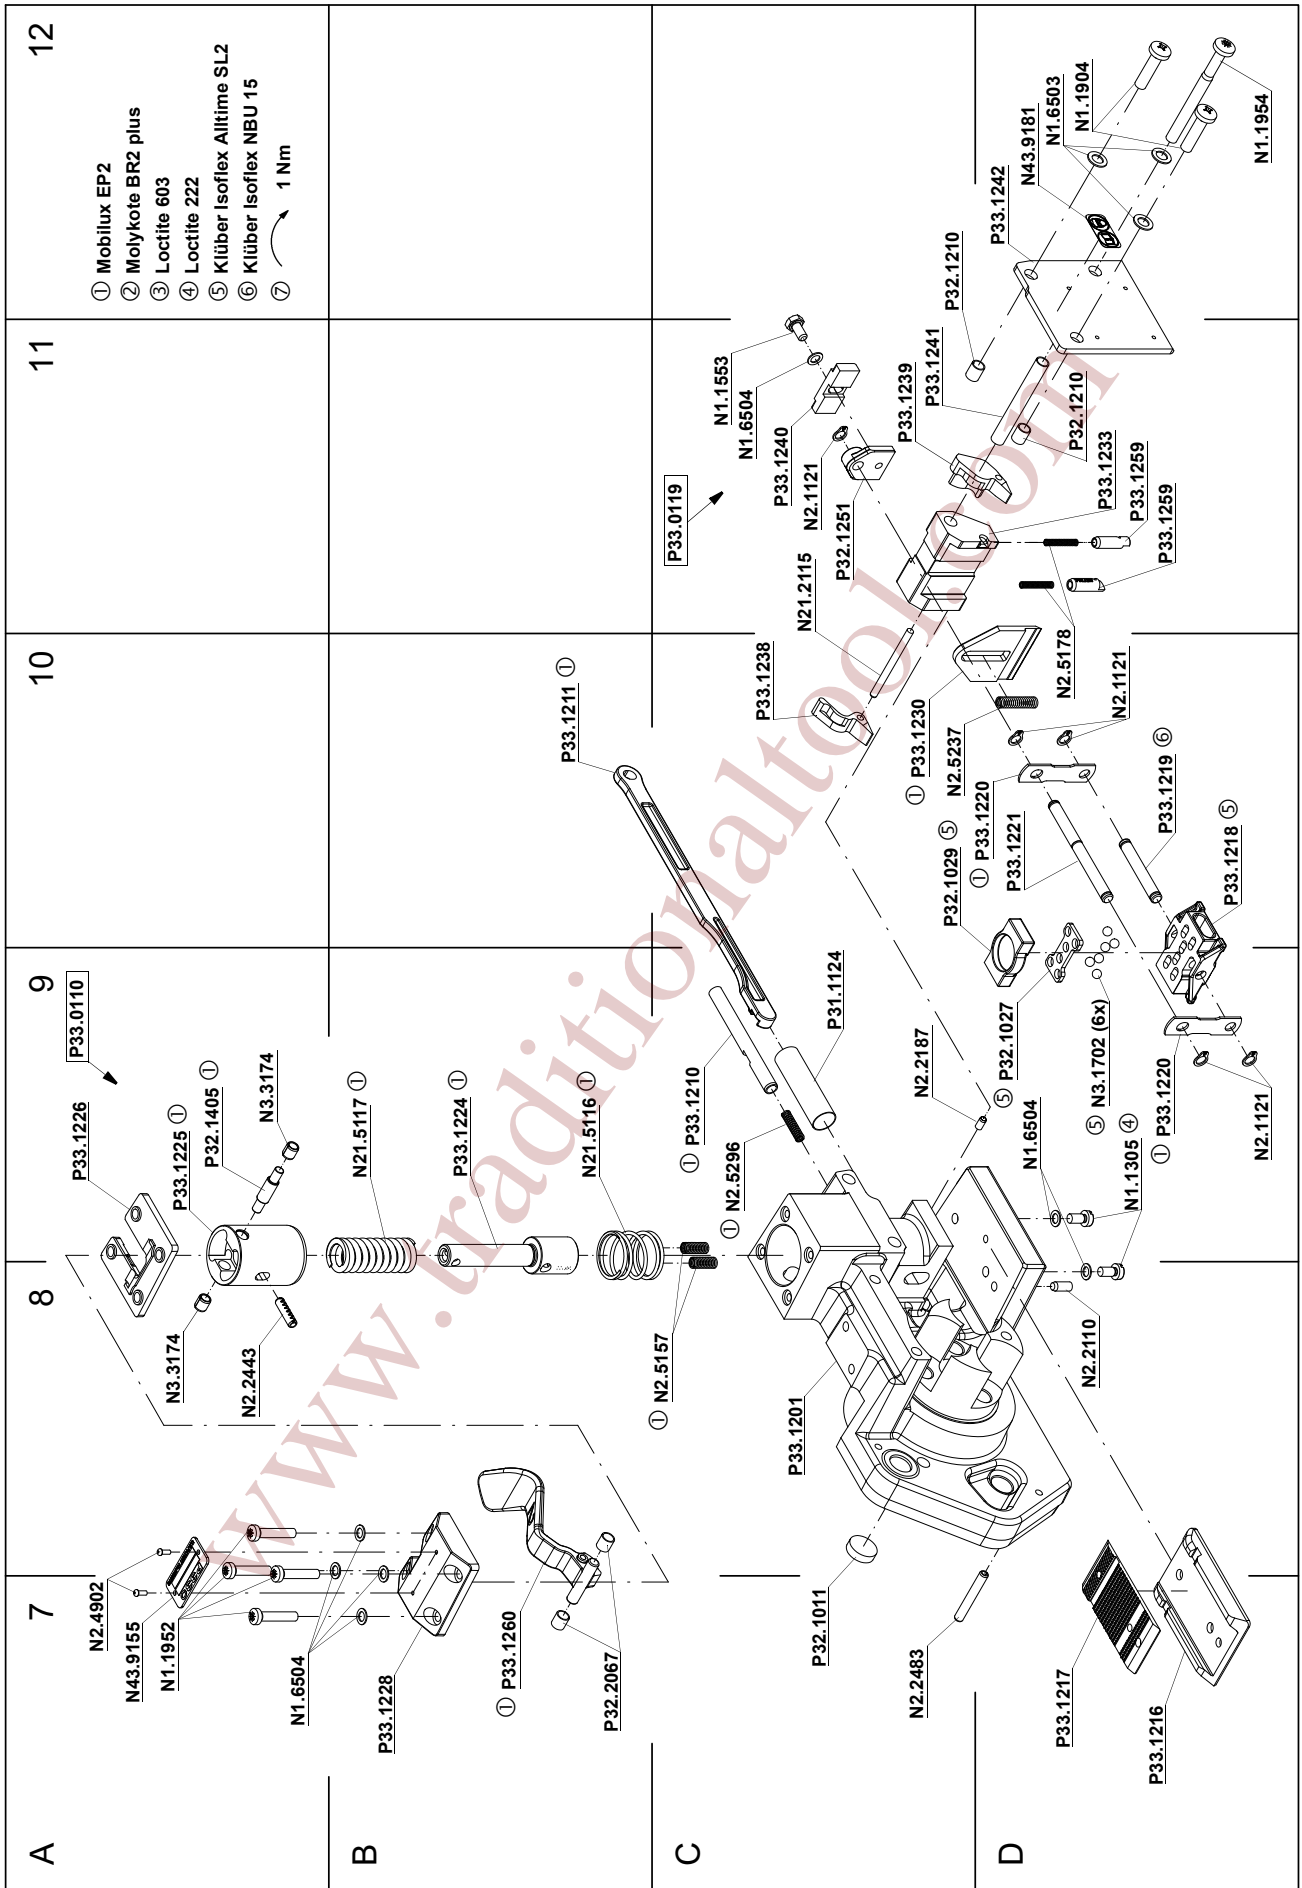 12
11
10
9
8
7
A
B
C
D
① Mobilux EP2
② Molykote BR2 plus
③ Loctite 603
④ Loctite 222
⑤ Klüber Isoflex Alltime SL2
⑥ Klüber Isoflex NBU 15
⑦ 1 Nm
N2.4902
N43.9155
N1.1952
N1.6504
P33.1228
① P33.1260
P32.2067
P33.0110
P33.1226
P33.1225 ①
P32.1405 ①
N3.3174
N3.3174
N2.2443
N21.5117 ①
P33.1224 ①
N21.5116 ①
① N2.5157
P33.1211 ①
① P33.1210
① N2.5296
P31.1124
P33.1201
P32.1011
N2.2483
N2.2187
P33.1217
P33.1216
N2.2110
N1.6504
N1.1305 ④
P33.0119
N1.1553
N1.6504
P33.1240
N2.1121
P32.1251
N21.2115
P33.1238
P33.1239
P33.1241
P32.1210
P32.1210
P33.1233
P33.1259
P33.1259
N2.5178
P33.1242
N43.9181
N1.6503
N1.1904
N1.1954
① P33.1230
N2.5237
N2.1121
① P33.1220
P33.1221
P33.1219 ⑥
P33.1218 ⑤
P32.1029 ⑤
⑤ P32.1027
⑤ N3.1702 (6x)
① P33.1220
N2.1121
www.traditionaltool.com